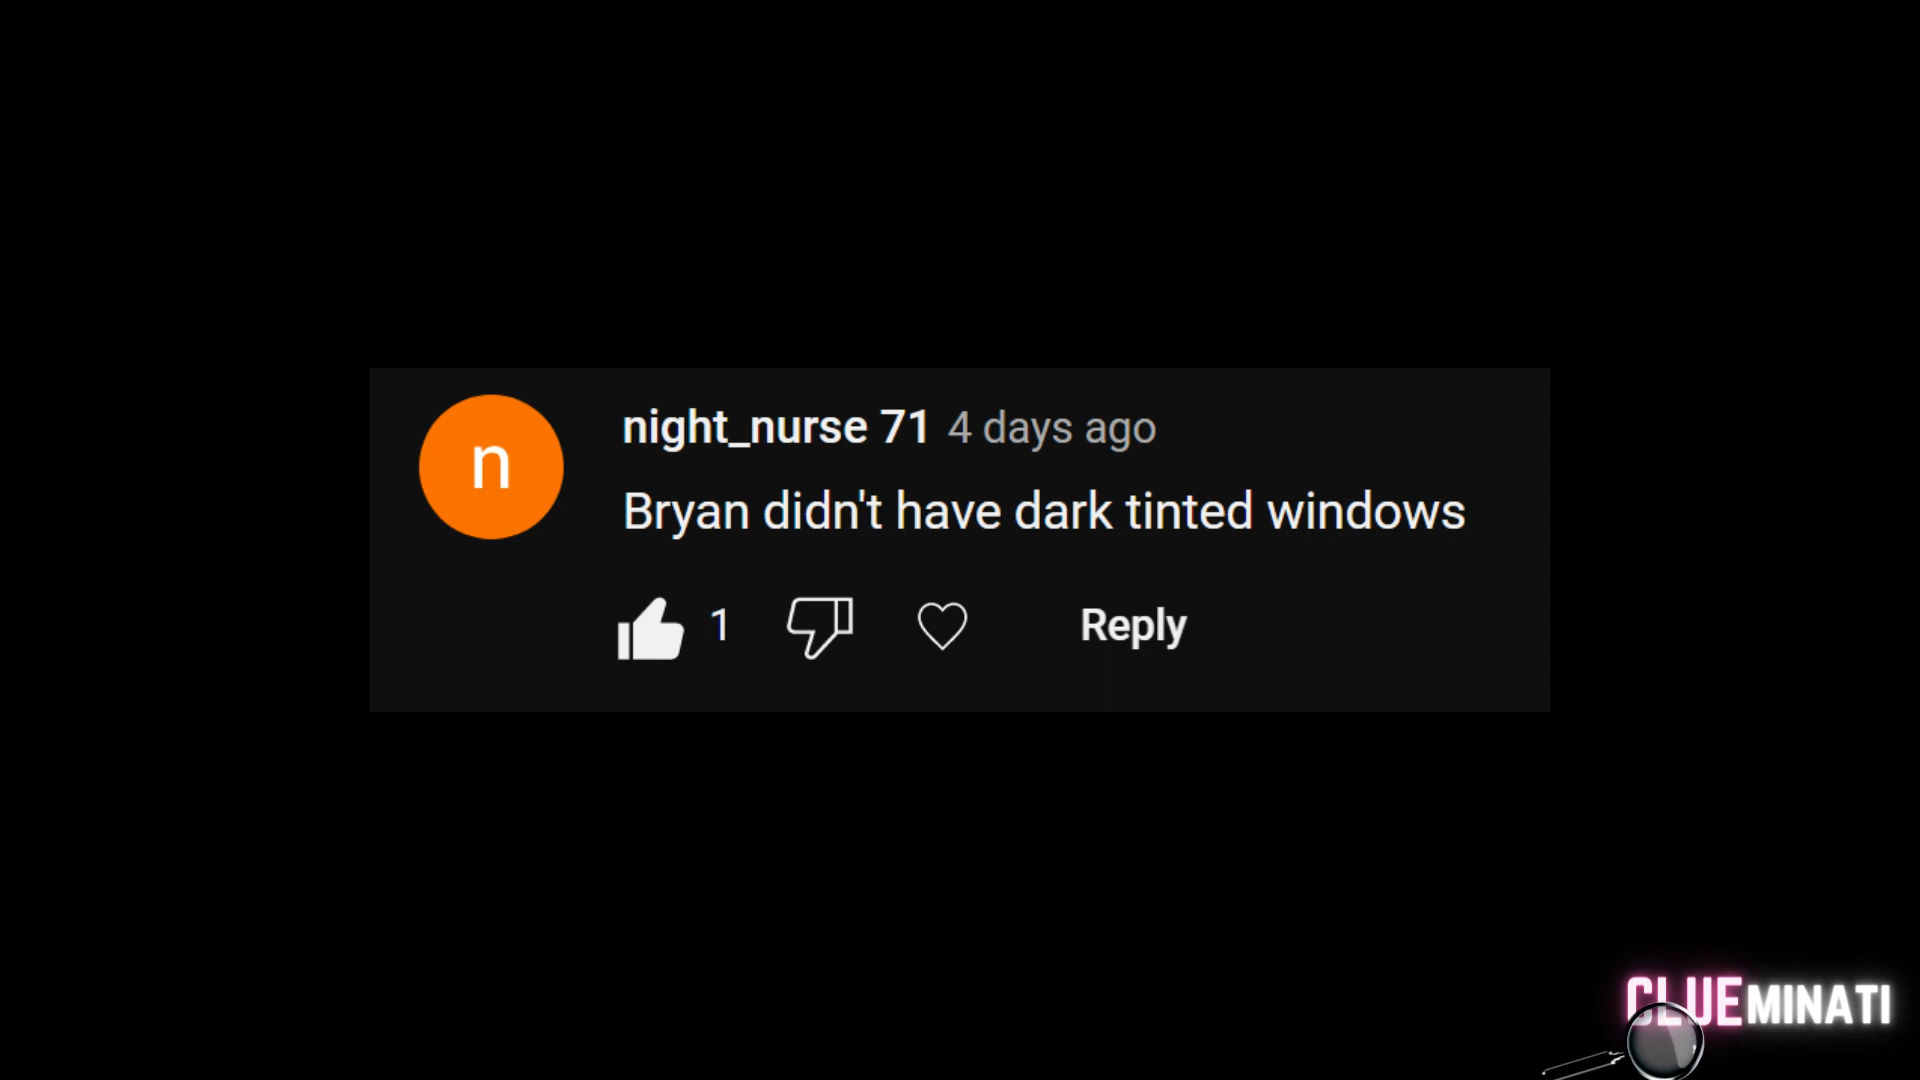 n
night_nurse 71 4 days ago
Bryan didn't have dark tinted windows
1 Reply
CLUEMINATI